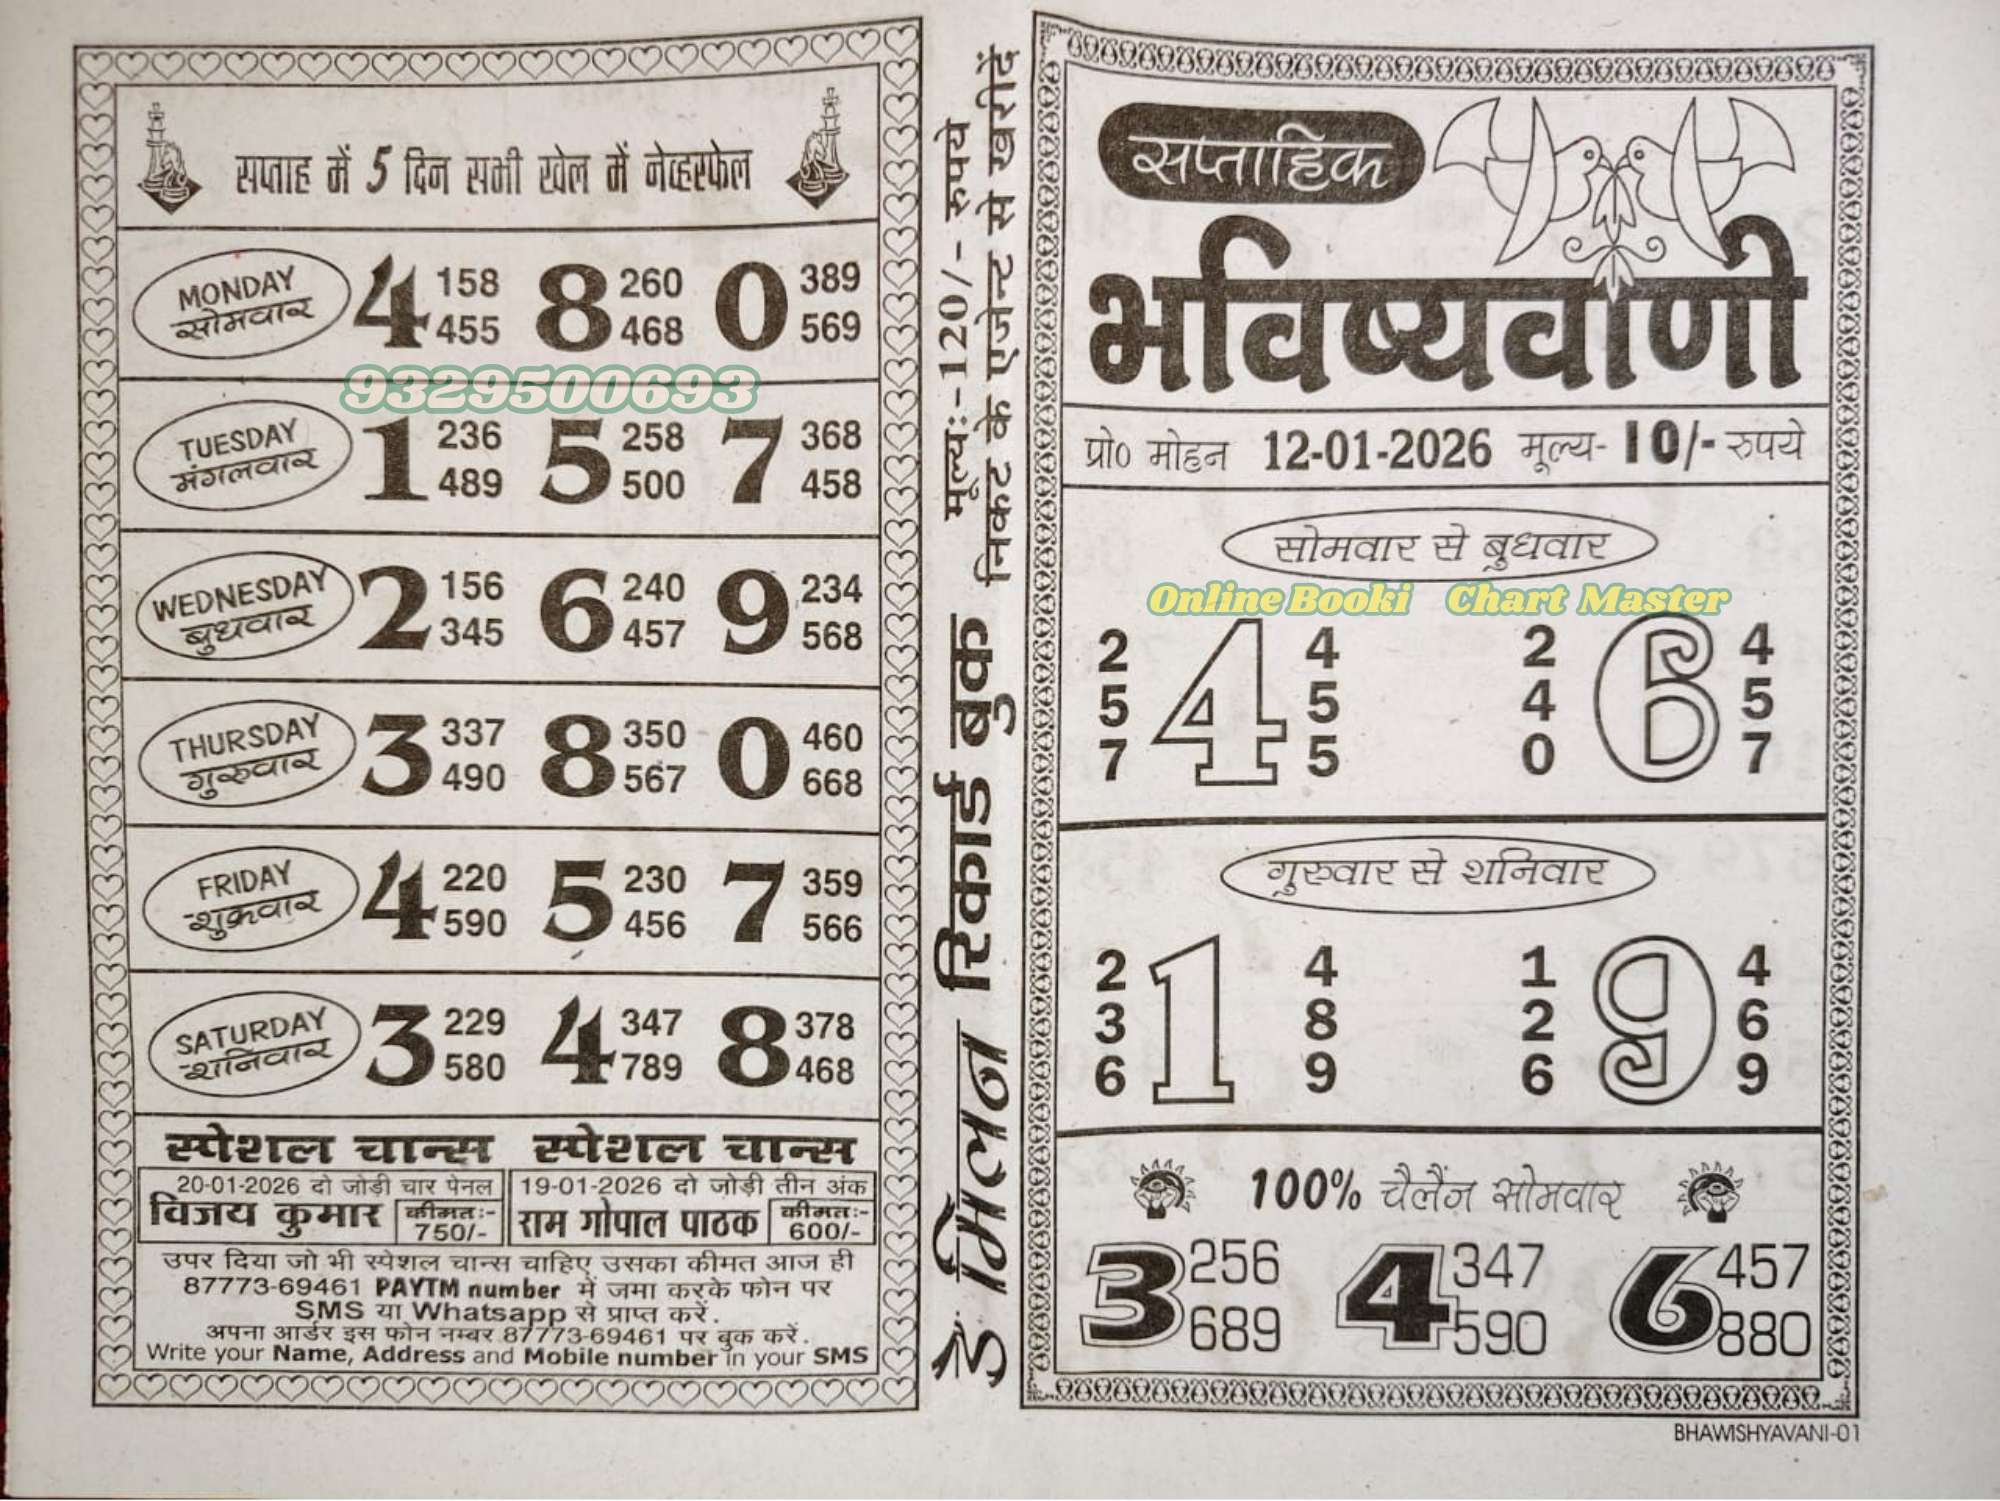 सप्ताह में 5 दिन सभी खेल में नेव्हरफेल
MONDAY
सोमवार
4 158 455 8 260 468 0 389 569
9329500693
TUESDAY
मंगलवार
1 236 489 5 258 500 7 368 458
WEDNESDAY
बुधवार
2 156 345 6 240 457 9 234 568
THURSDAY
गुरुवार
3 337 490 8 350 567 0 460 668
FRIDAY
शुक्रवार
4 220 590 5 230 456 7 359 566
SATURDAY
शनिवार
3 229 580 4 347 789 8 378 468
स्पेशल चान्स स्पेशल चान्स
20-01-2026 दो जोड़ी चार पेनल
विजय कुमार कीमत:- 750/-
19-01-2026 दो जोड़ी तीन अंक
राम गोपाल पाठक कीमत:- 600/-
उपर दिया जो भी स्पेशल चान्स चाहिए उसका कीमत आज ही
87773-69461 PAYTM number में जमा करके फोन पर
SMS या Whatsapp से प्राप्त करें.
अपना आर्डर इस फोन नम्बर 87773-69461 पर बुक करें.
Write your Name, Address and Mobile number in your SMS
डे मिलन रिकार्ड बुक
मूल्य:-120/- रुपये
निकट के एजेन्ट से खरीदें
साप्ताहिक
भविष्यवाणी
प्रो० मोहन 12-01-2026 मूल्य- 10/- रुपये
सोमवार से बुधवार
Online Booki Chart Master
2 4 2 4
5 4 5 4 6 5
7 5 0 7
गुरुवार से शनिवार
2 4 1 4
3 1 8 2 9 6
6 9 6 9
100% चैलेंज सोमवार
3 256 689 4 347 590 6 457 880
BHAWISHYAVANI-01